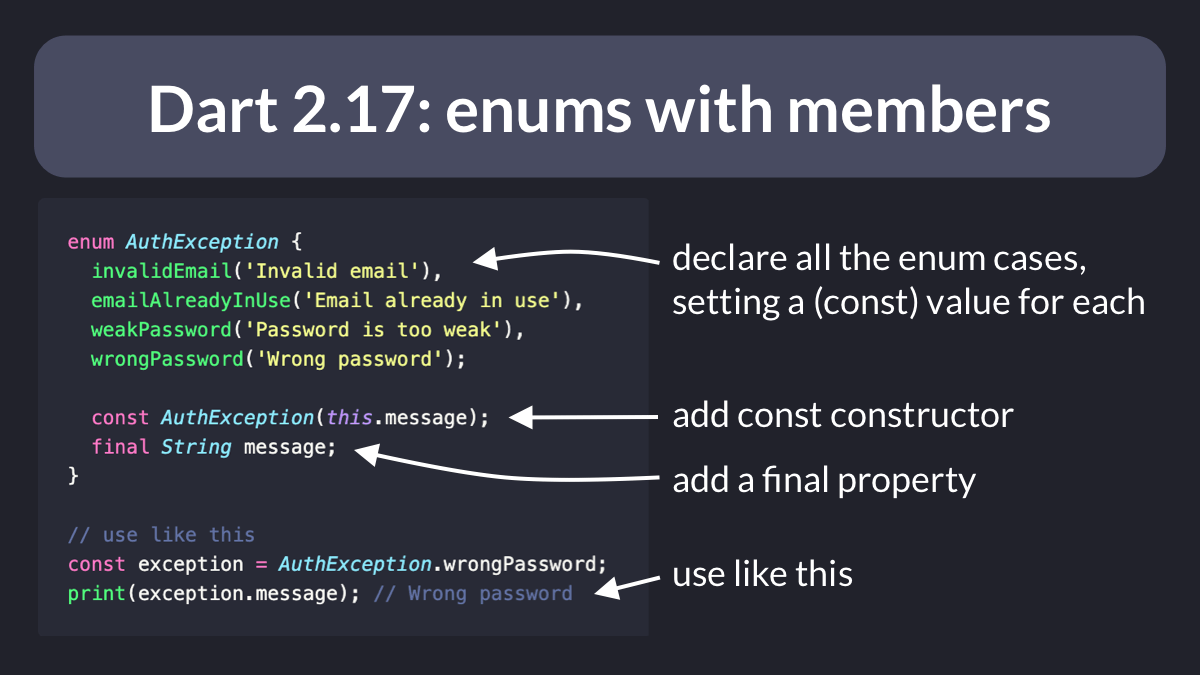 Dart 2.17: enums with members
enum AuthException {
  invalidEmail('Invalid email'),
  emailAlreadyInUse('Email already in use'),
  weakPassword('Password is too weak'),
  wrongPassword('Wrong password');

  const AuthException(this.message);
  final String message;
}

// use like this
const exception = AuthException.wrongPassword;
print(exception.message); // Wrong password
declare all the enum cases,
setting a (const) value for each
add const constructor
add a final property
use like this